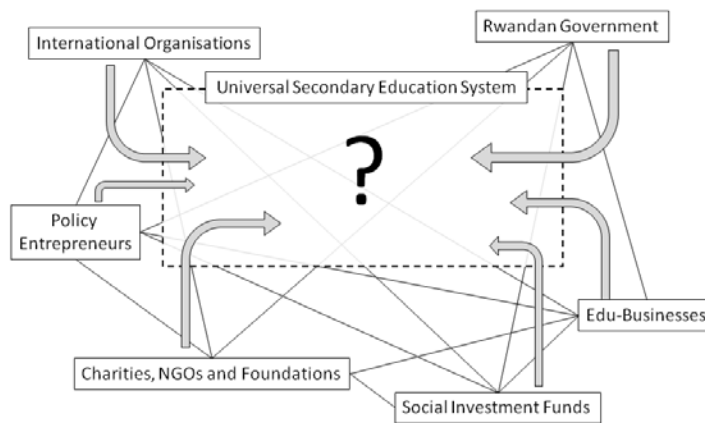 Rwandan Government
International Organisations
Universal Secondary Education System
?
Policy
Entrepreneurs
Edu-Businesses
Charities, NGOs and Foundations
Social Investment Funds